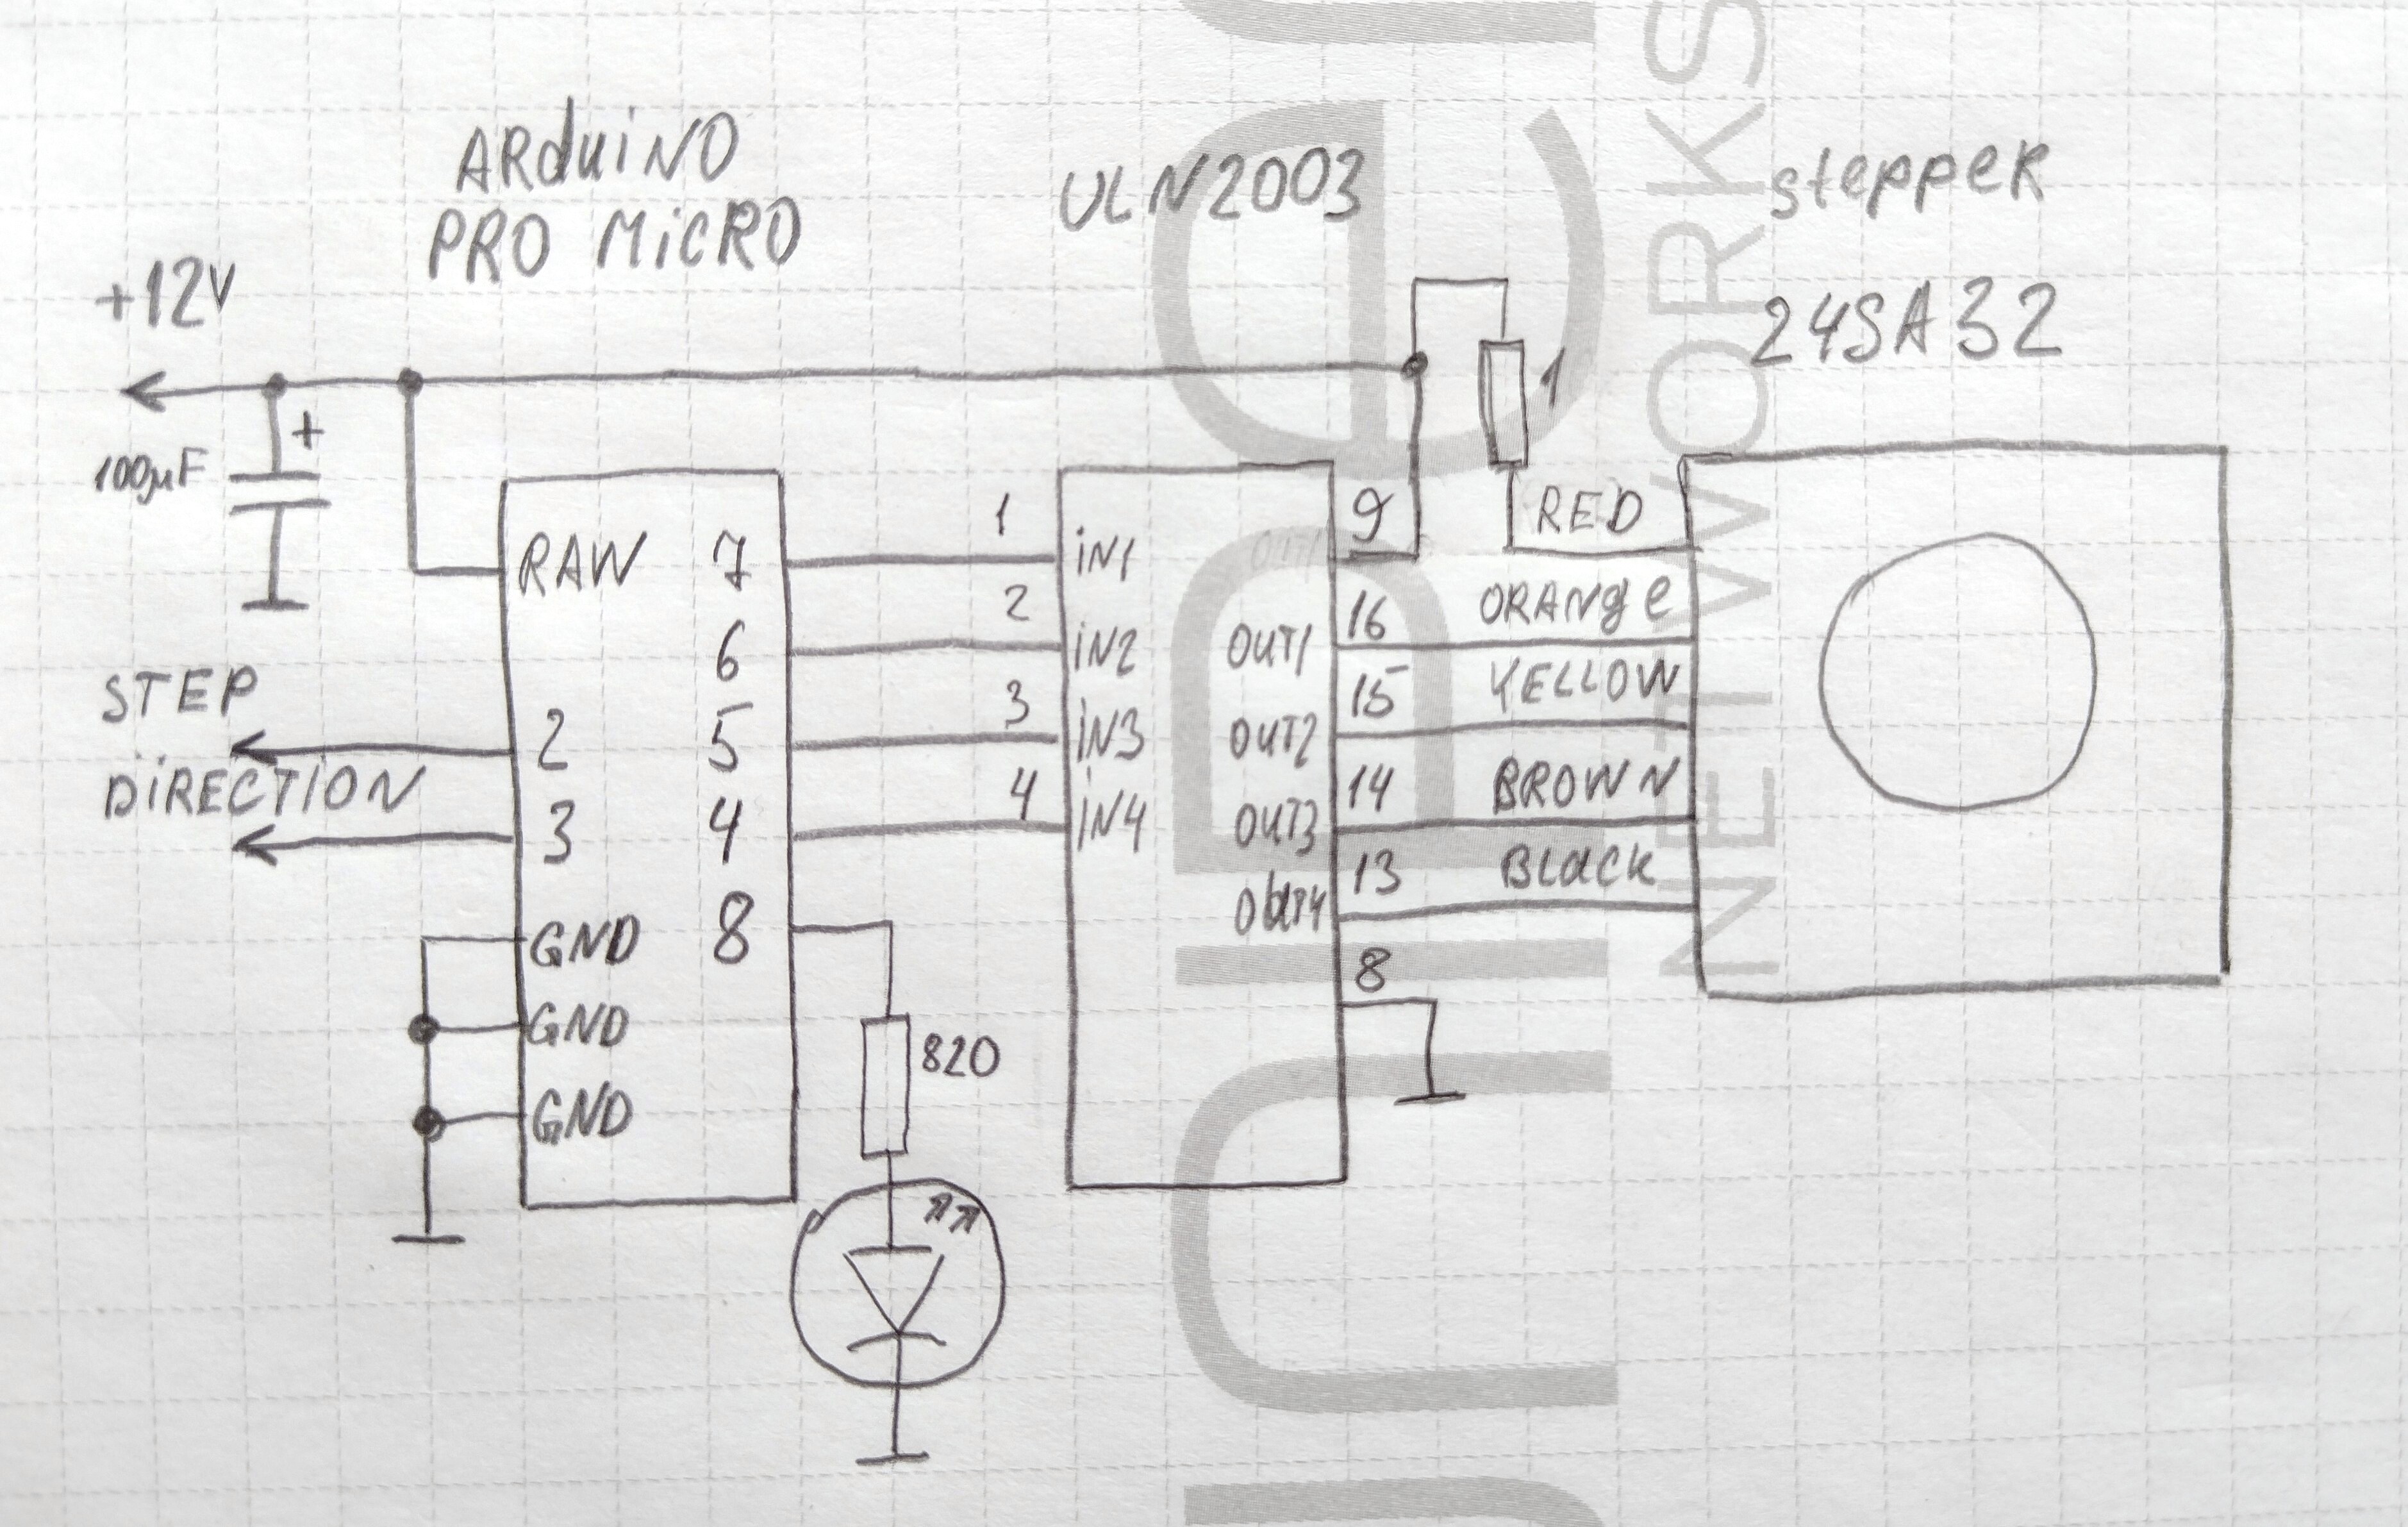 ARduiNO
PRO MiCRO
ULN2003
steppeR
24SA32
+12V
+
100µF
1
RAW
7
1
iN1
9
RED
6
2
iN2
OUT1
16
ORANge
STEP
2
5
3
iN3
OUT2
15
YELLOW
DiRECTiON
3
4
4
iN4
OUT3
14
BROWN
GND
8
OUT4
13
BLacK
8
GND
820
GND
NETWORKS